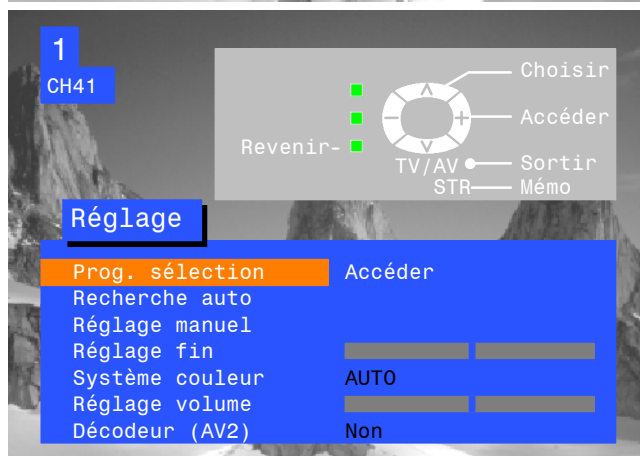 1
CH41
Choisir
Accéder
Revenir-
TV/AV
Sortir
STR
Mémo
Réglage
Prog. sélection Accéder
Recherche auto
Réglage manuel
Réglage fin
Système couleur AUTO
Réglage volume
Décodeur (AV2) Non